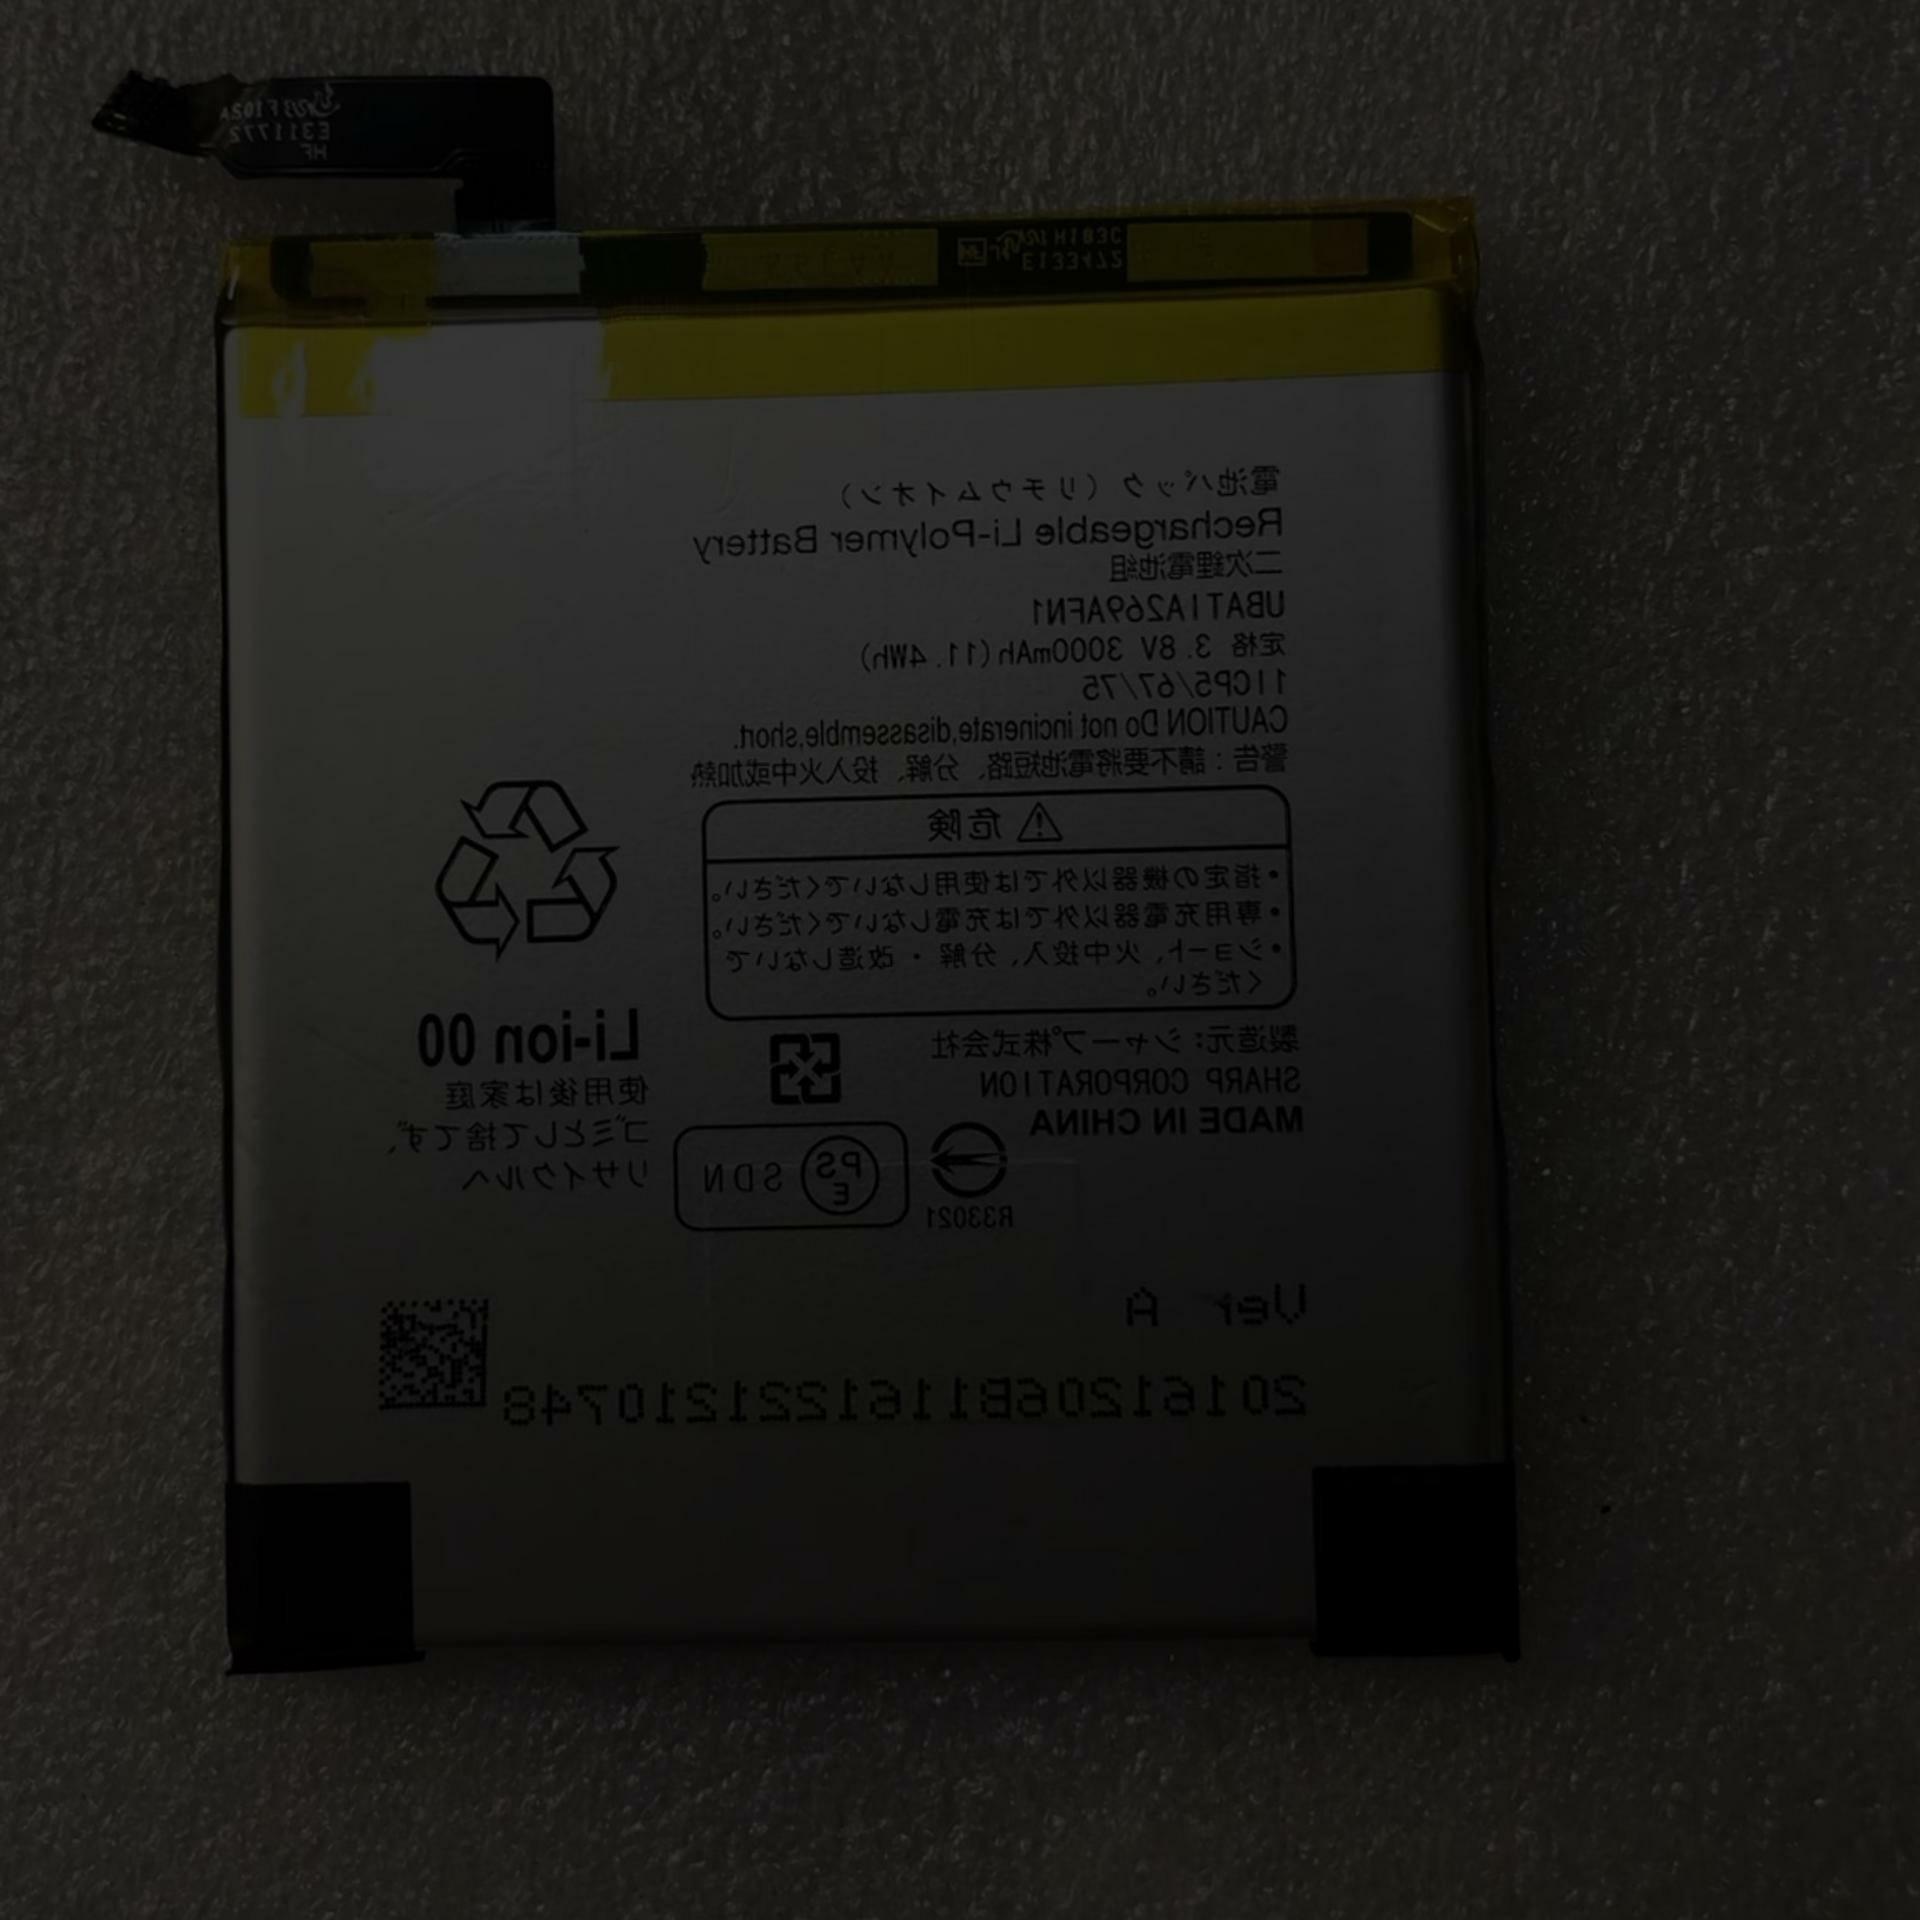 E311772
HF
E133472
電池パック（リチウムイオン）
Rechargeable Li-Polymer Battery
二次鋰電池組
UBATIA269AFN1
定格 3.8V 3000mAh(11.4Wh)
1ICP5/67/75
CAUTION Do not incinerate,disassemble,short.
警告：請不要將電池短路、分解、投入火中或加熱
危険
•指定の機器以外では使用しないでください。
•専用充電器以外では充電しないでください。
•ショート、火中投入、分解・改造しないで
ください。
製造元：シャープ株式会社
SHARP CORPORATION
MADE IN CHINA
R33021
PS
E
SDN
Li-ion 00
使用後は家庭
ゴミとして捨てず、
リサイクルへ
Ver A
20161206B1161221210748